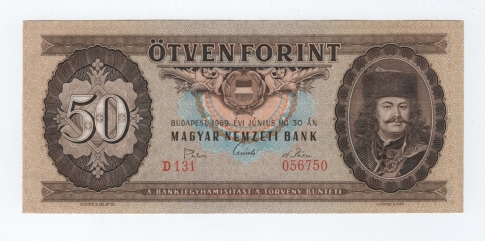 ÖTVEN FORINT
50
BUDAPEST, 1969. ÉVI JÚNIUS HÓ 30-ÁN
MAGYAR NEMZETI BANK
D 131 056750
A BANKJEGYHAMISÍTÁST A TÖRVÉNY BÜNTETI